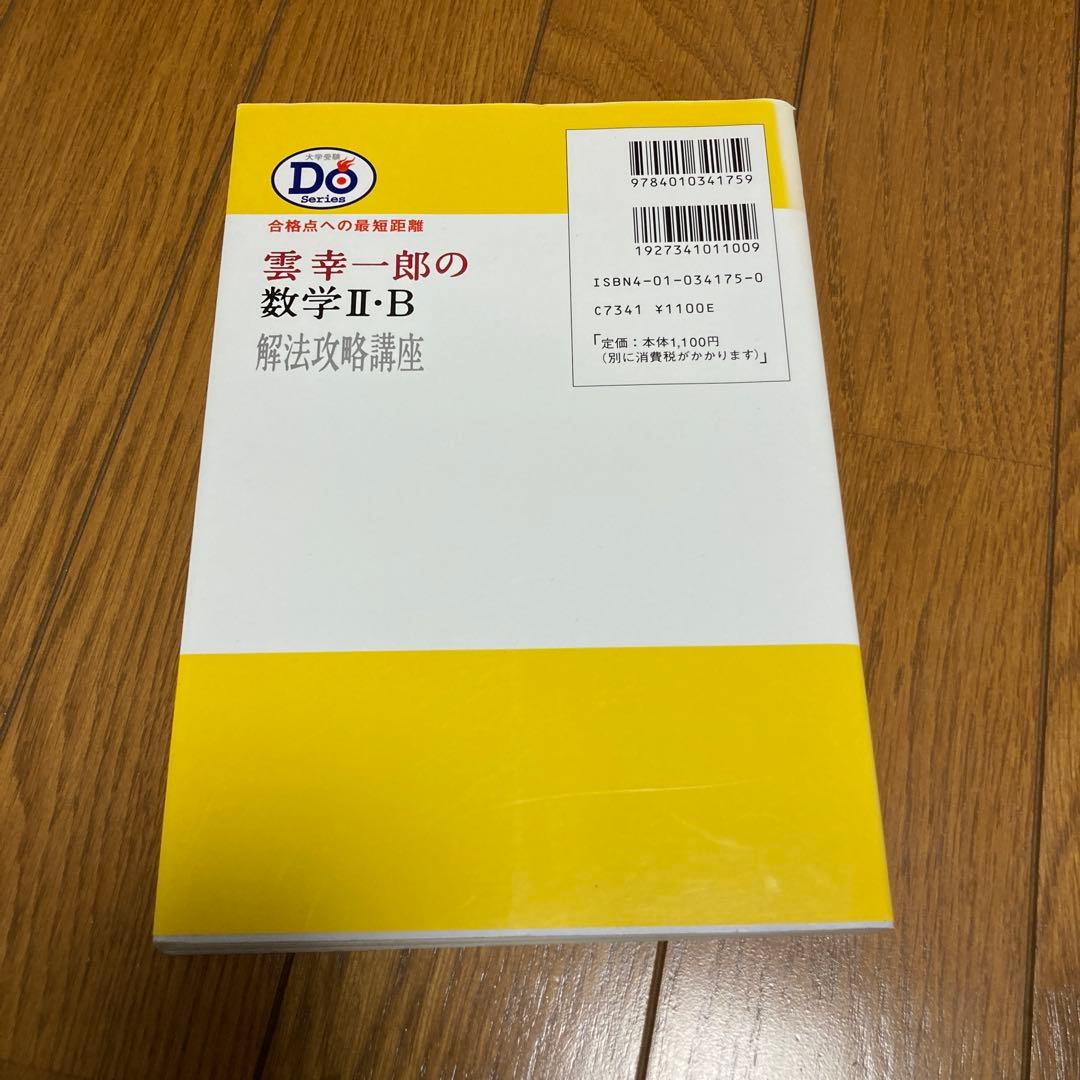 大学受験
Do
Series
合格点への最短距離
雲幸一郎の
数学Ⅱ・B
解法攻略講座
9784010341759
1927341011009
ISBN4-01-034175-0
C7341 ¥1100E
「定価：本体1,100円
（別に消費税がかかります）」